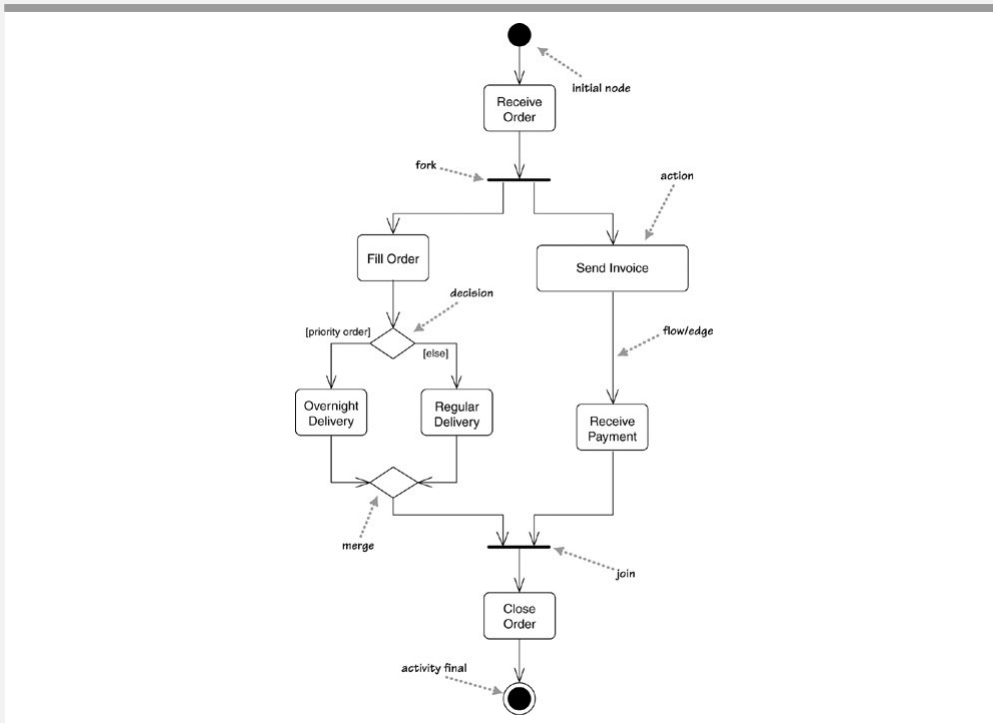 initial node
Receive
Order
fork
action
Fill Order
Send Invoice
decision
[priority order]
[else]
flow/edge
Overnight
Delivery
Regular
Delivery
Receive
Payment
merge
join
Close
Order
activity final